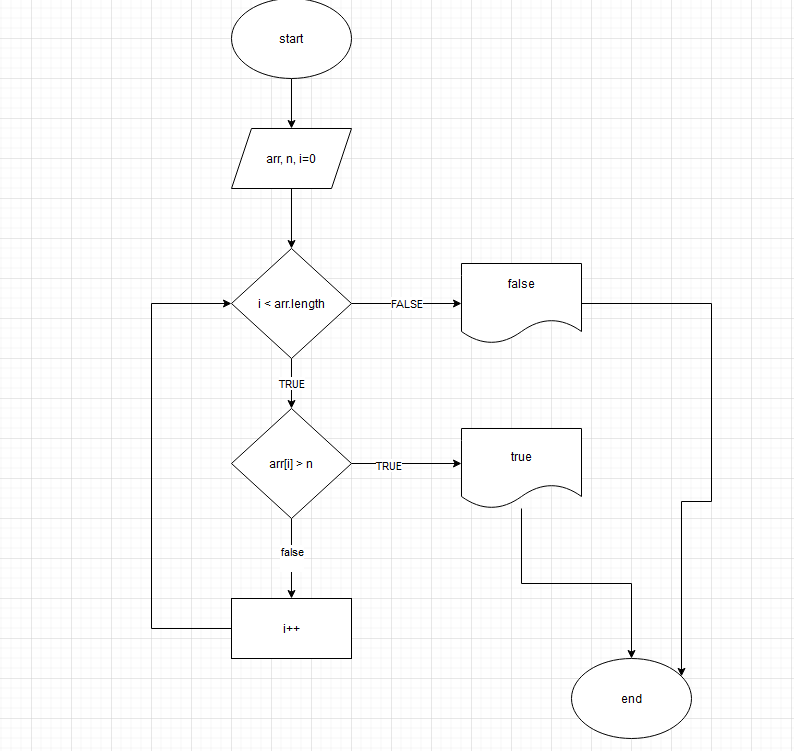 start
arr, n, i=0
i < arr.length
FALSE
false
TRUE
arr[i] > n
TRUE
true
false
i++
end